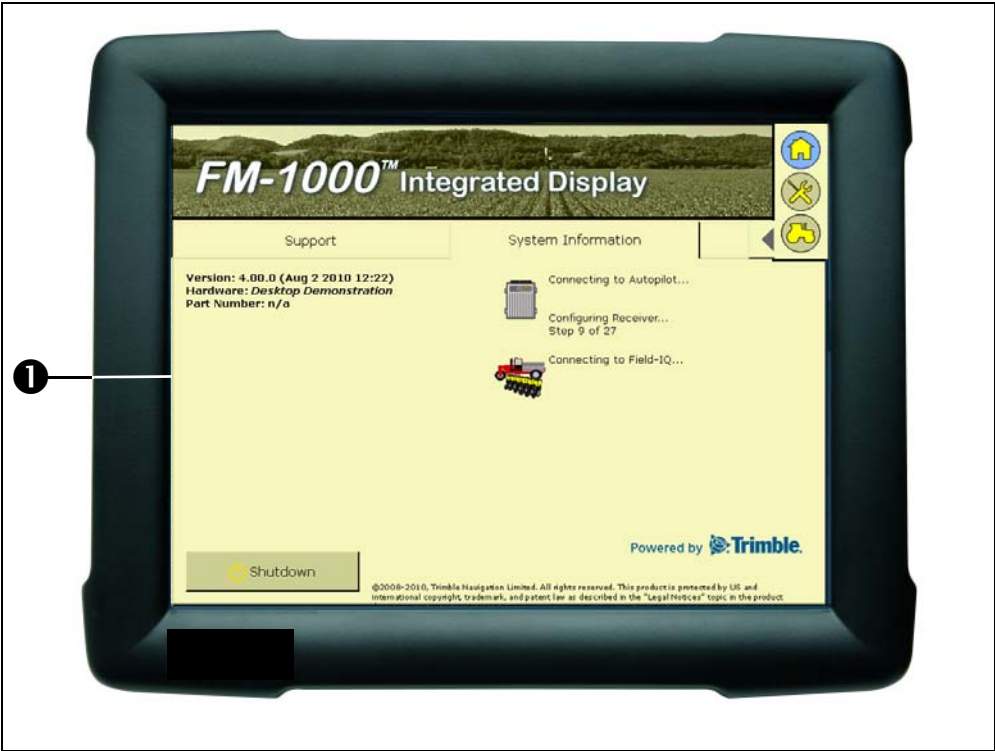 FM-1000™ Integrated Display
Support
System Information
Version: 4.00.0 (Aug 2 2010 12:22)
Hardware: Desktop Demonstration
Part Number: n/a
Connecting to Autopilot...
Configuring Receiver...
Step 9 of 27
Connecting to Field-IQ...
1
Powered by Trimble.
Shutdown
©2008-2010, Trimble Navigation Limited. All rights reserved. This product is protected by US and
international copyright, trademark, and patent law as described in the "Legal Notices" topic in the product